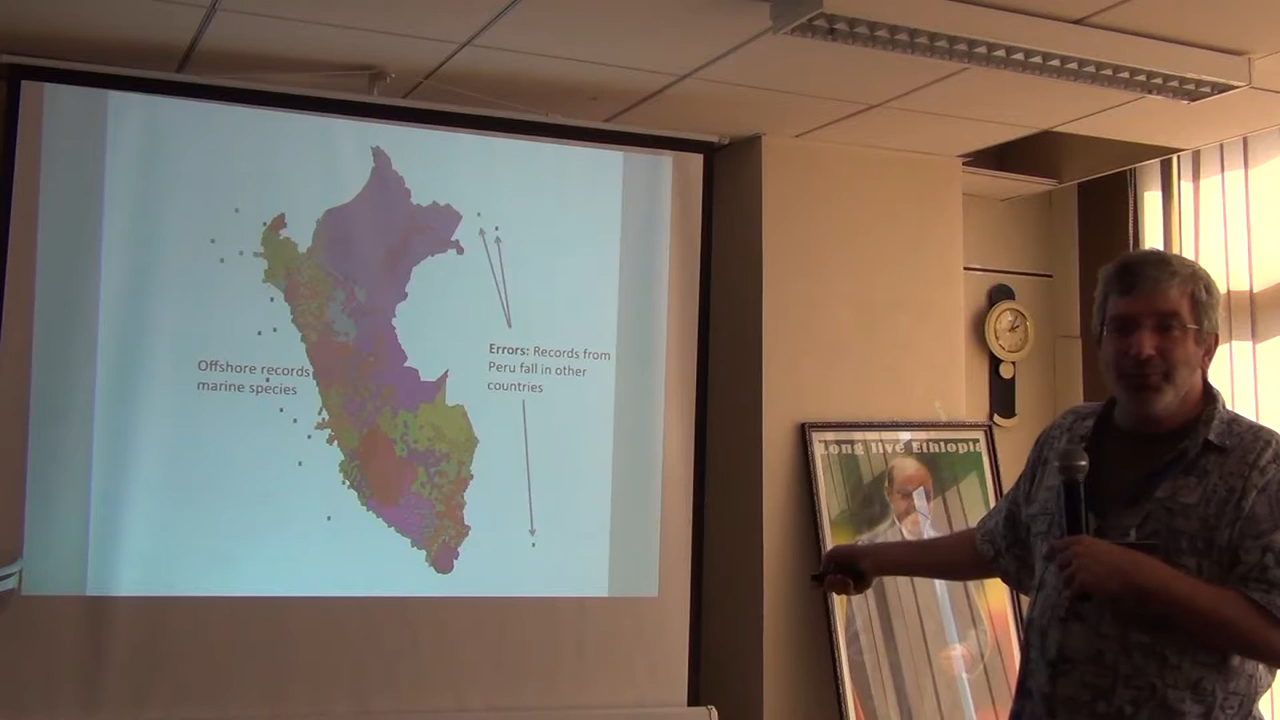 Offshore records
marine species
Errors: Records from
Peru fall in other
countries
Long live Ethiopia